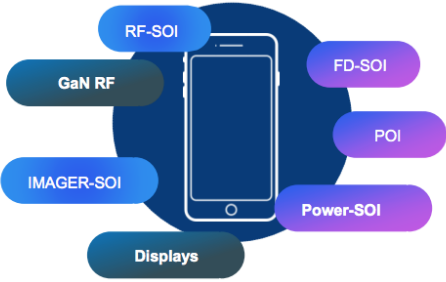 RF-SOI
FD-SOI
GaN RF
POI
IMAGER-SOI
Power-SOI
Displays